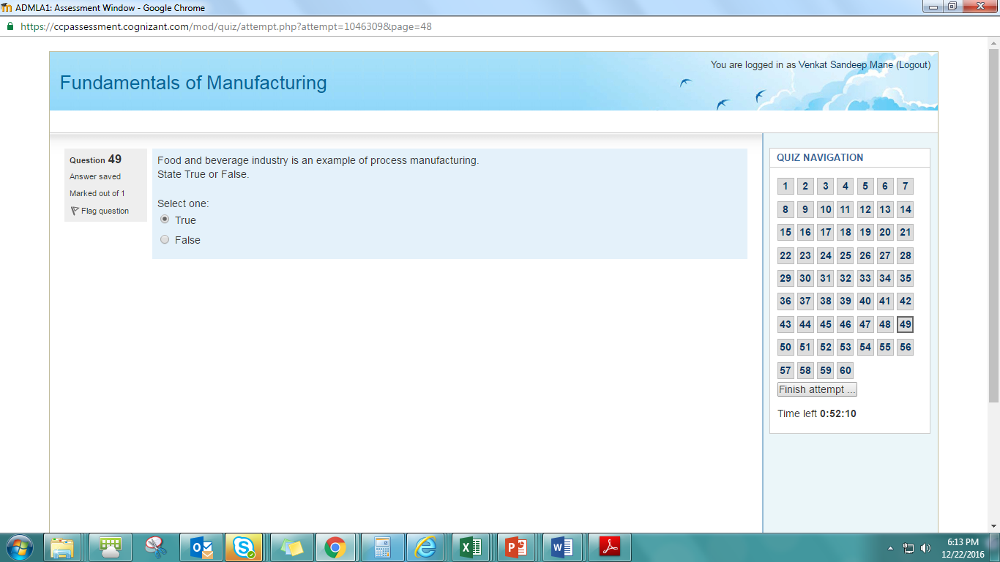 ADMLA1: Assessment Window - Google Chrome
https://ccpassessment.cognizant.com/mod/quiz/attempt.php?attempt=1046309&page=48
You are logged in as Venkat Sandeep Mane (Logout)
Fundamentals of Manufacturing
Question 49
Answer saved
Marked out of 1
Flag question
Food and beverage industry is an example of process manufacturing.
State True or False.
Select one:
True
False
QUIZ NAVIGATION
1 2 3 4 5 6 7
8 9 10 11 12 13 14
15 16 17 18 19 20 21
22 23 24 25 26 27 28
29 30 31 32 33 34 35
36 37 38 39 40 41 42
43 44 45 46 47 48 49
50 51 52 53 54 55 56
57 58 59 60
Finish attempt ...
Time left 0:52:10
6:13 PM
12/22/2016